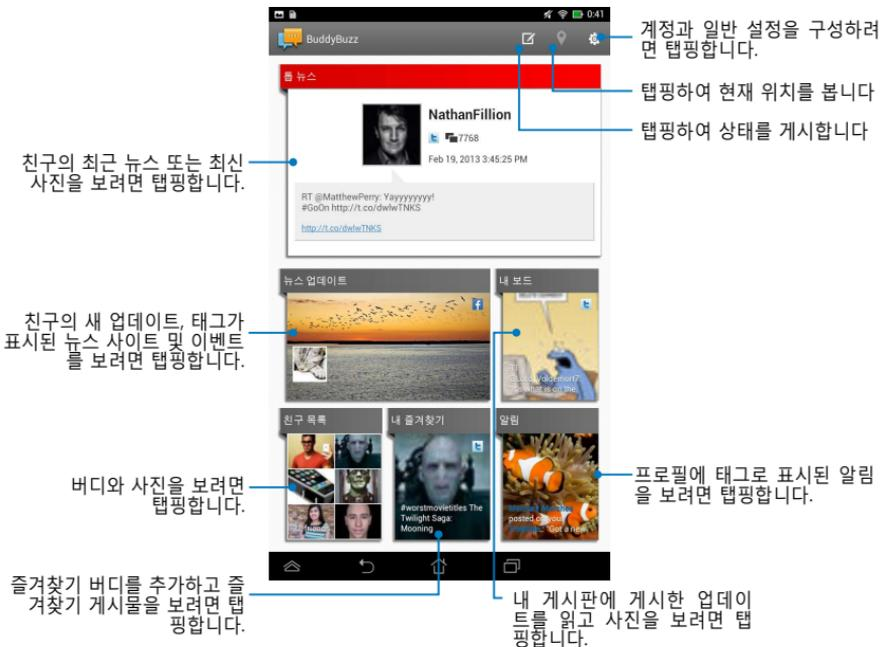 0:41
BuddyBuzz
계정과 일반 설정을 구성하려
면 탭핑합니다.
탭핑하여 현재 위치를 봅니다
탭핑하여 상태를 게시합니다
톱 뉴스
NathanFillion
7768
Feb 19, 2013 3:45:25 PM
친구의 최근 뉴스 또는 최신
사진을 보려면 탭핑합니다.
RT @MatthewPerry: Yayyyyyyyy!
#GoOn http://t.co/dwlwTNKS
http://t.co/dwlwTNKS
뉴스 업데이트
내 보드
친구의 새 업데이트, 태그가
표시된 뉴스 사이트 및 이벤트
를 보려면 탭핑합니다.
what is on the
친구 목록
내 즐겨찾기
알림
버디와 사진을 보려면
탭핑합니다.
#worstmovietitles The
Twilight Saga:
Mooning
posted on your
Got a new
프로필에 태그로 표시된 알림
을 보려면 탭핑합니다.
즐겨찾기 버디를 추가하고 즐
겨찾기 게시물을 보려면 탭
핑합니다.
내 게시판에 게시한 업데이
트를 읽고 사진을 보려면 탭
핑합니다.